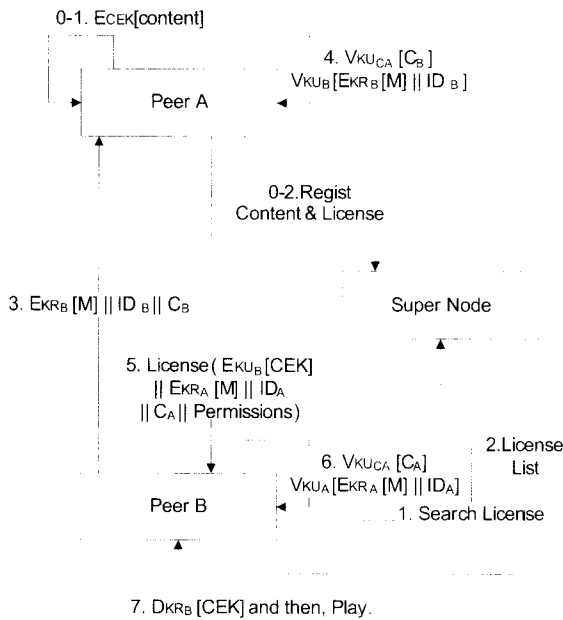 0-1. ECEK[content]
4. VKUCA [CB]
VKUB[EKRB[M] || ID B]
Peer A
0-2.Regist
Content & License
3. EKRB [M] || ID B || CB
Super Node
5. License( EKUB[CEK]
|| EKRA [M] || IDA
|| CA|| Permissions)
6. VKUCA [CA]
VKUA[EKRA[M] || IDA]
2.License
List
Peer B
1. Search License
7. DKRB [CEK] and then, Play.